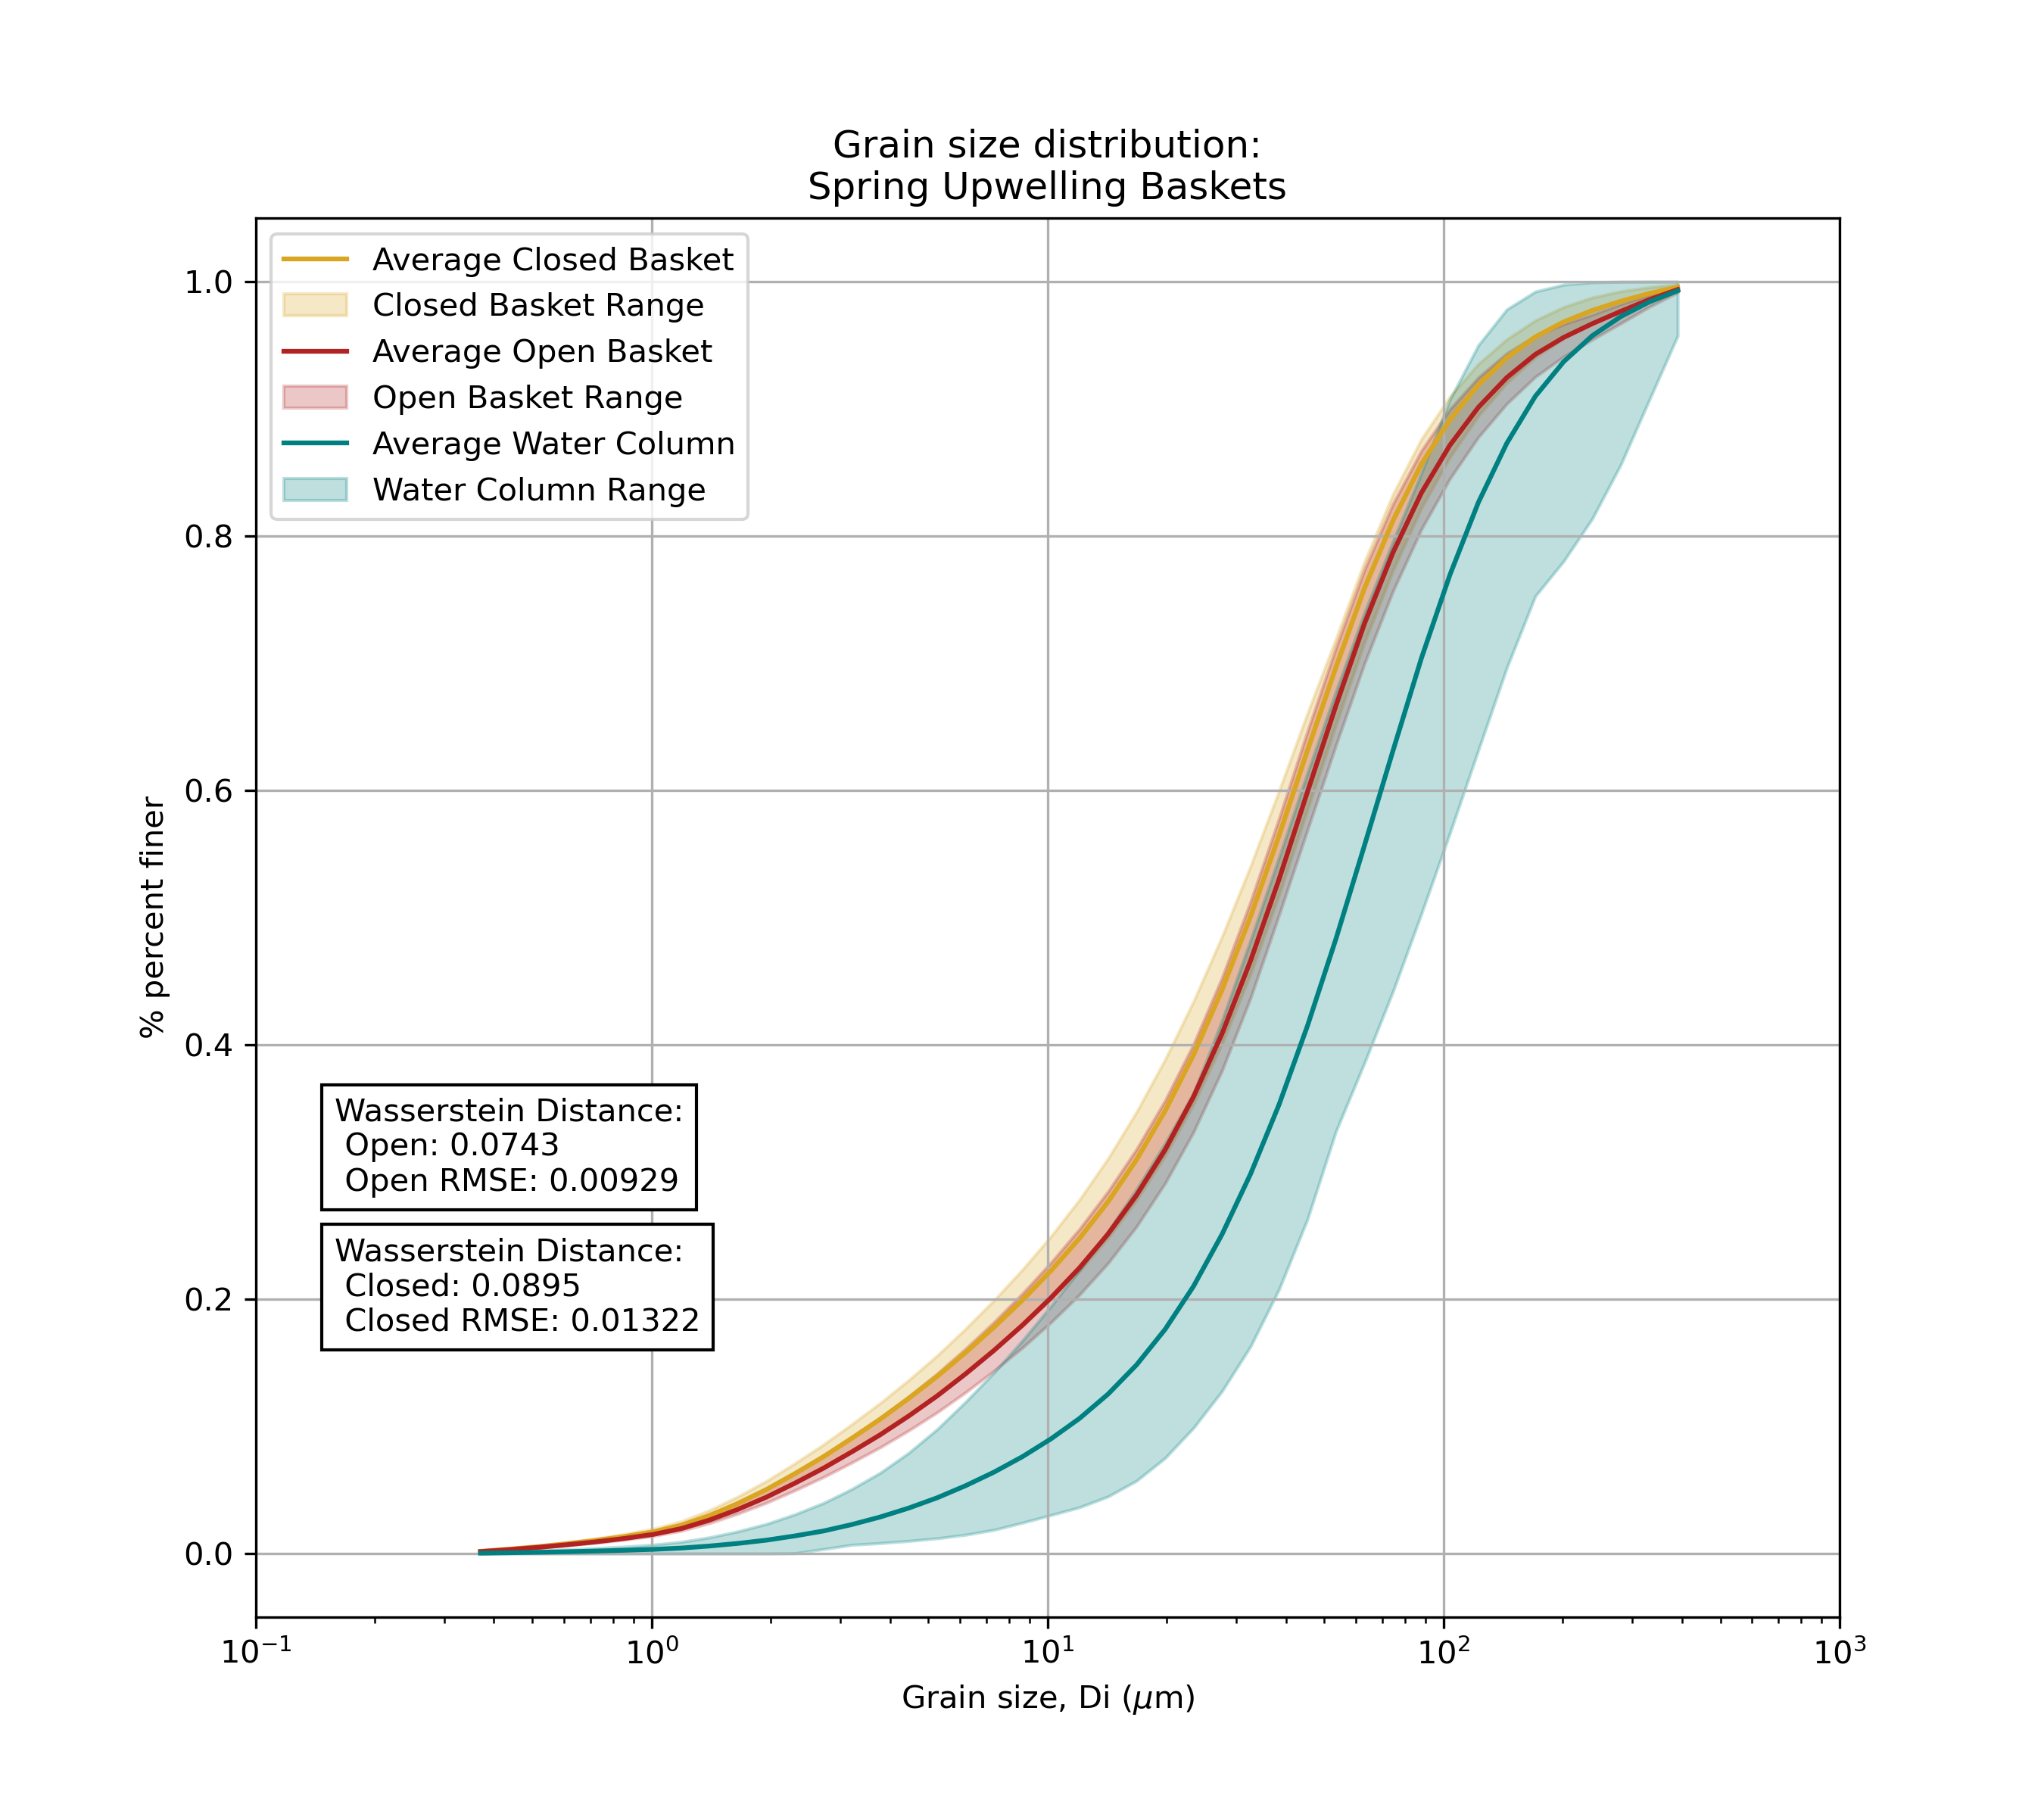 Grain size distribution:
Spring Upwelling Baskets
Average Closed Basket
Closed Basket Range
Average Open Basket
Open Basket Range
Average Water Column
Water Column Range
1.0
0.8
0.6
0.4
0.2
0.0
% percent finer
Wasserstein Distance:
Open: 0.0743
Open RMSE: 0.00929
Wasserstein Distance:
Closed: 0.0895
Closed RMSE: 0.01322
10⁻¹ 10⁰ 10¹ 10² 10³
Grain size, Di (μm)